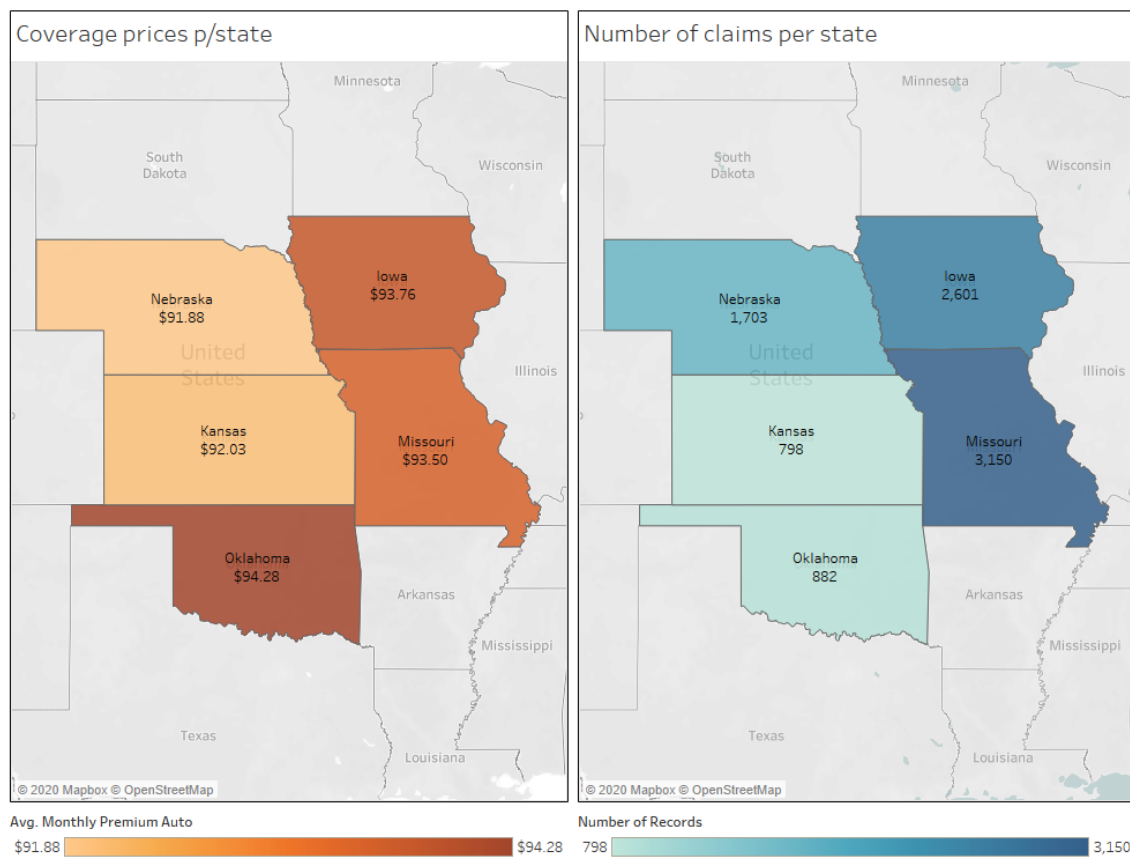 Coverage prices p/state
Minnesota
South
Dakota
Wisconsin
Iowa
$93.76
Nebraska
$91.88
United
States
Illinois
Kansas
$92.03
Missouri
$93.50
Oklahoma
$94.28
Arkansas
Mississippi
Texas
Louisiana
© 2020 Mapbox © OpenStreetMap
Avg. Monthly Premium Auto
$91.88
$94.28
Number of claims per state
Minnesota
South
Dakota
Wisconsin
Iowa
2,601
Nebraska
1,703
United
States
Illinois
Kansas
798
Missouri
3,150
Oklahoma
882
Arkansas
Mississippi
Texas
Louisiana
© 2020 Mapbox © OpenStreetMap
Number of Records
798
3,150